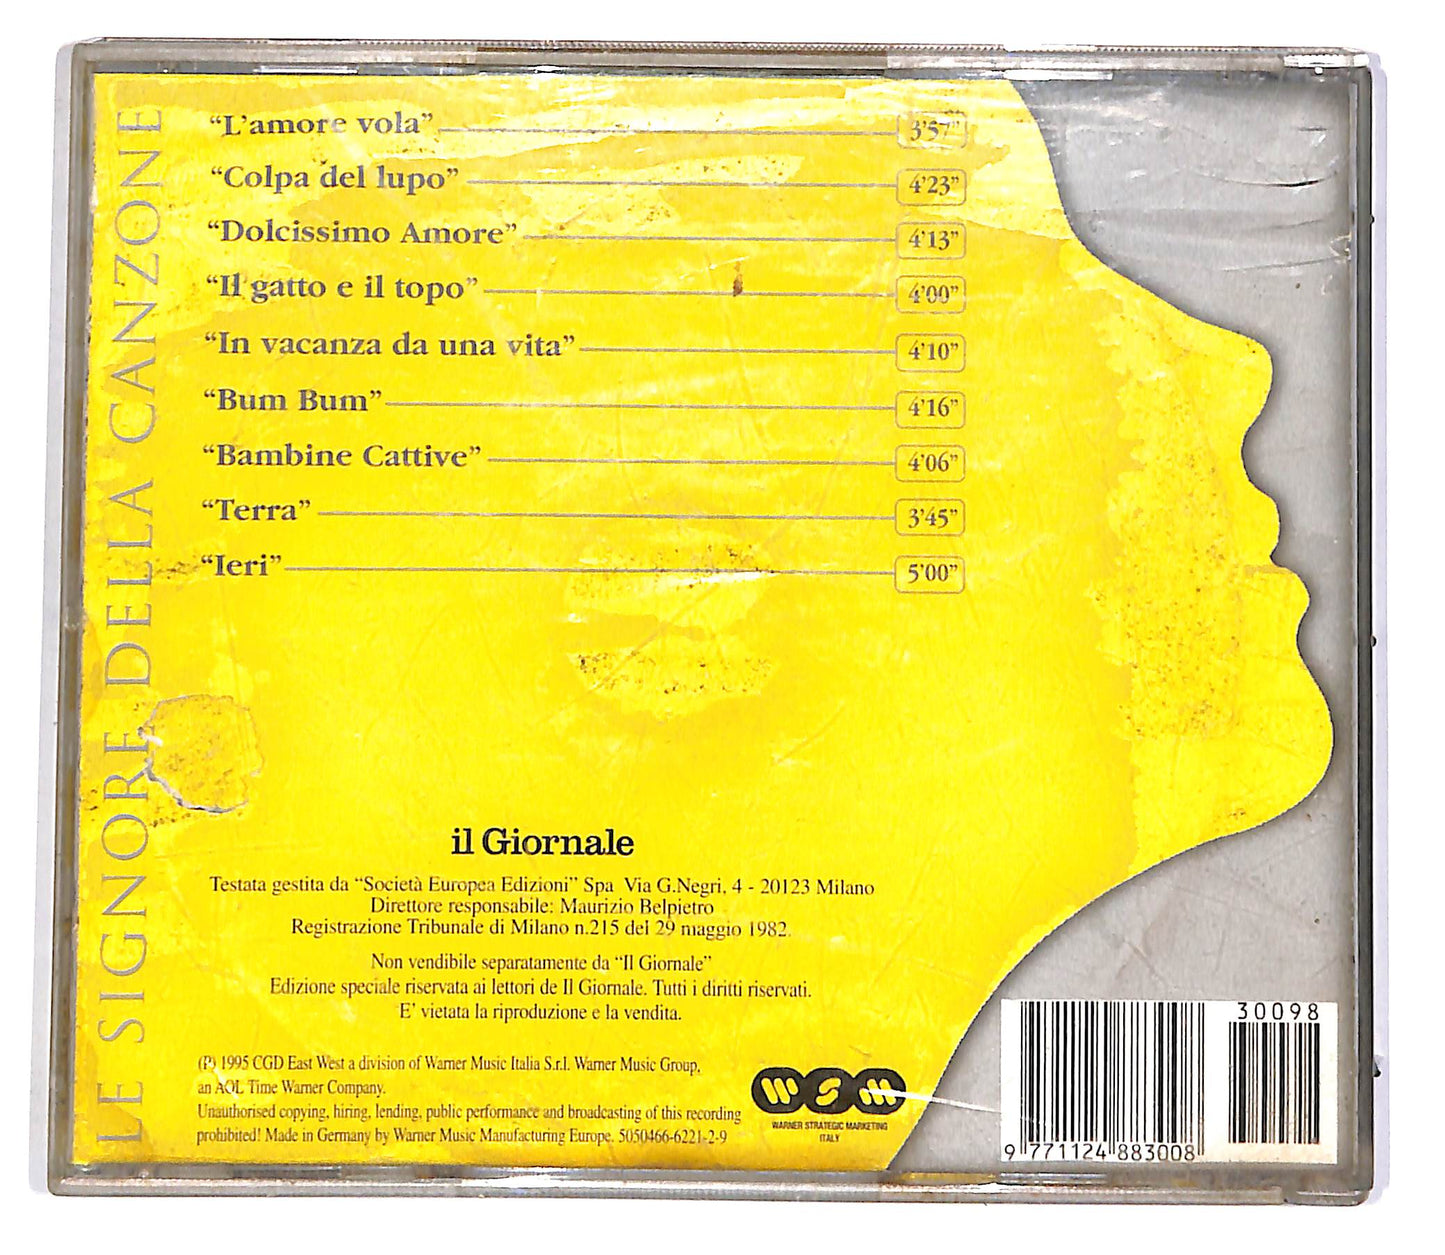 LE SIGNORE DELLA CANZONE
“L’amore vola” 3’57”
“Colpa del lupo” 4’23”
“Dolcissimo Amore” 4’13”
“Il gatto e il topo” 4’00”
“In vacanza da una vita” 4’10”
“Bum Bum” 4’16”
“Bambine Cattive” 4’06”
“Terra” 3’45”
“Ieri” 5’00”
il Giornale
Testata gestita da “Società Europea Edizioni” Spa Via G.Negri, 4 - 20123 Milano
Direttore responsabile: Maurizio Belpietro
Registrazione Tribunale di Milano n.215 del 29 maggio 1982.
Non vendibile separatamente da “Il Giornale”
Edizione speciale riservata ai lettori de Il Giornale. Tutti i diritti riservati.
E’ vietata la riproduzione e la vendita.
(P) 1995 CGD East West a division of Warner Music Italia S.r.l. Warner Music Group,
an AOL Time Warner Company.
Unauthorised copying, hiring, lending, public performance and broadcasting of this recording
prohibited! Made in Germany by Warner Music Manufacturing Europe. 5050466-6221-2-9
WSM
WARNER STRATEGIC MARKETING
ITALY
30098
9 771124 883008